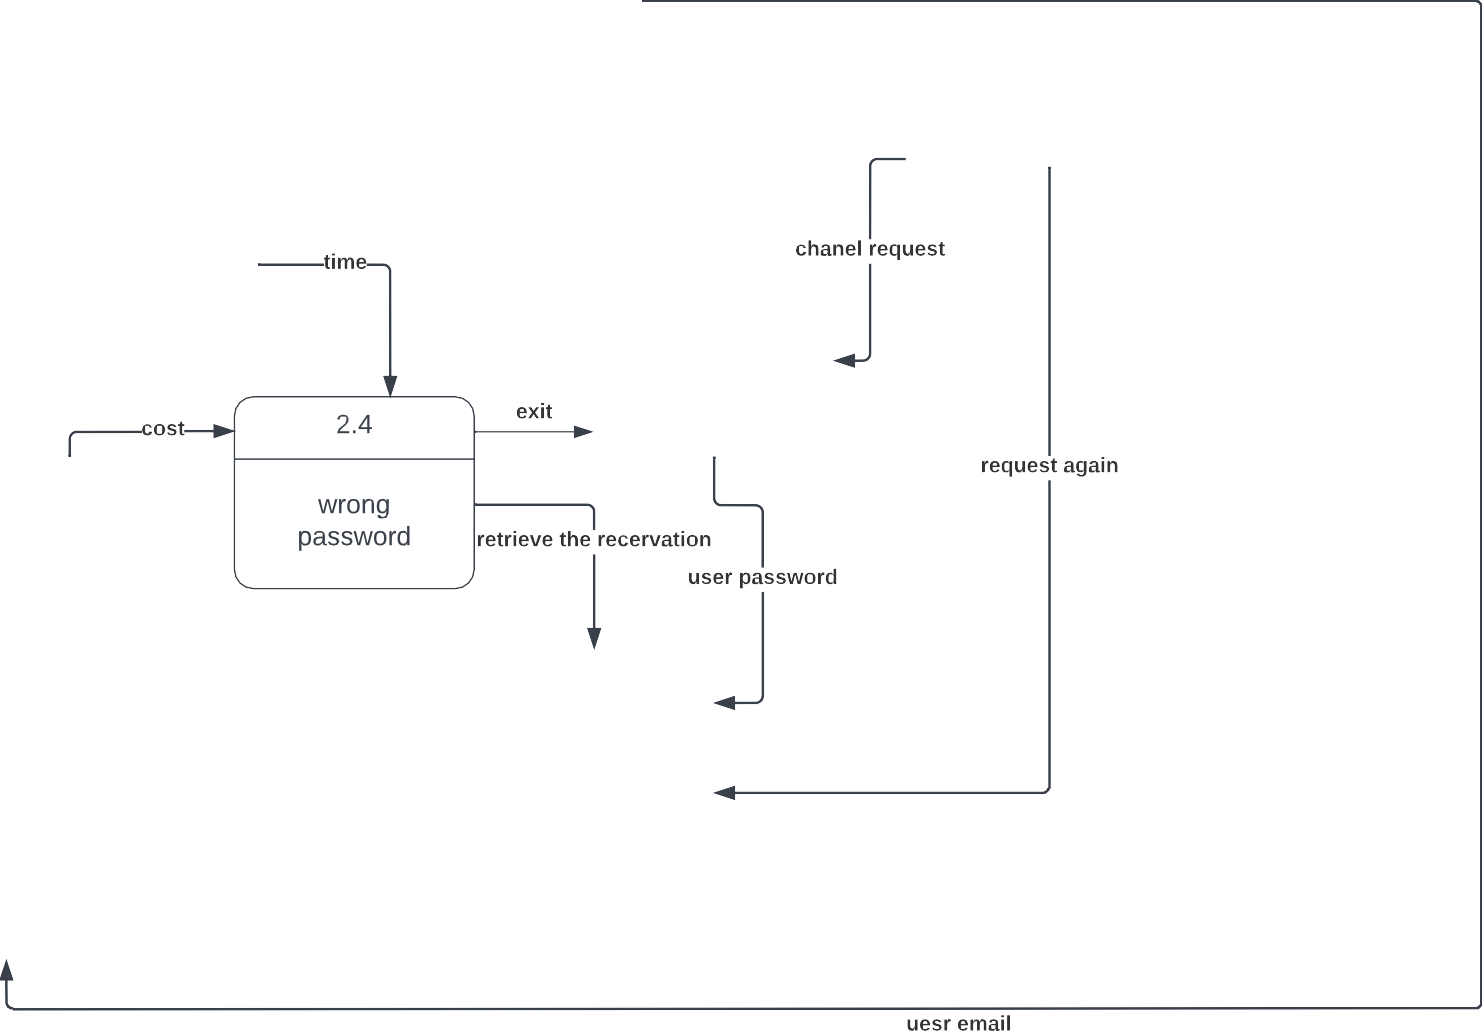 chanel request
time
exit
2.4
cost
request again
wrong
password
retrieve the recervation
user password
uesr email